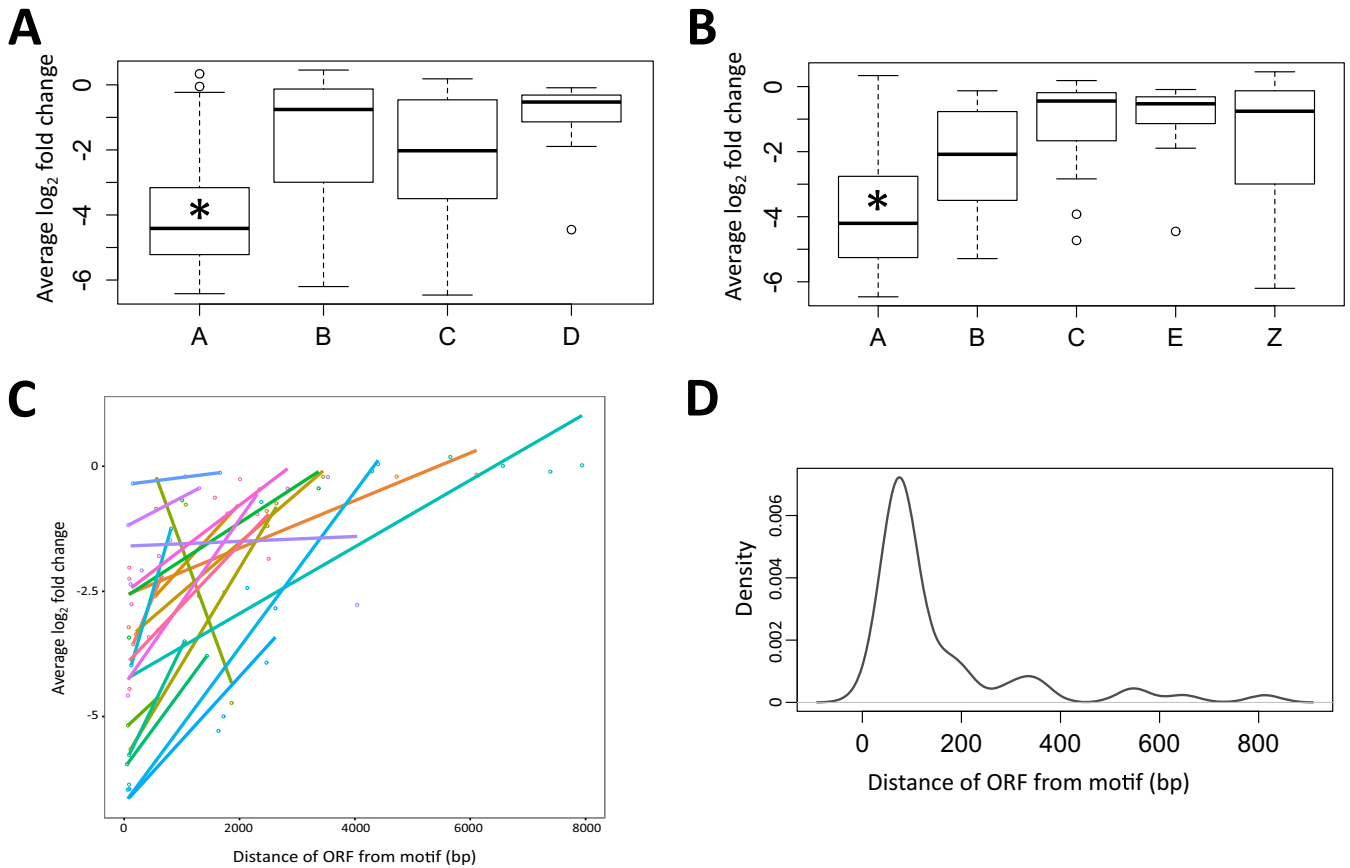 A
Average log₂ fold change
0
-2
-4
-6
*
A B C D
B
Average log₂ fold change
0
-2
-4
-6
*
A B C E Z
C
Average log₂ fold change
0
-2.5
-5
0 2000 4000 6000 8000
Distance of ORF from motif (bp)
D
Density
0.006
0.004
0.002
0
0 200 400 600 800
Distance of ORF from motif (bp)